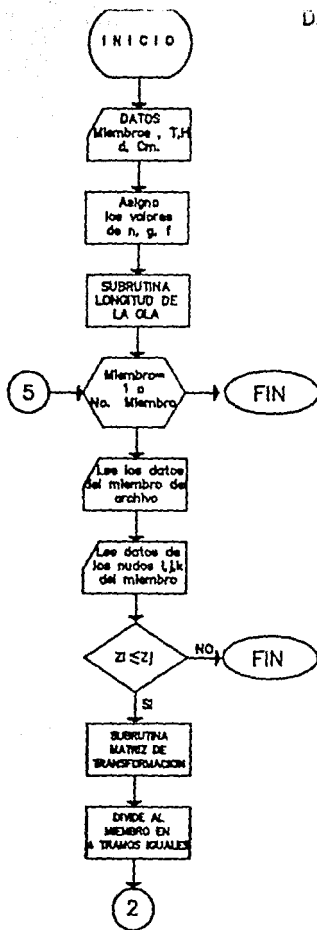 D.
INICIO
DATOS
Miembros , T,H
d, Cm.
Asigno
los valores
de n, g, f
SUBRUTINA
LONGITUD DE
LA OLA
5
Miembro=
1 a
No. Miembro
FIN
Lee los datos
del miembro de
archivo
Lee datos de
los nudos i,j,k
del miembro
ZI ≤ ZJ
NO
FIN
SI
SUBRUTINA
MATRIZ DE
TRANSFORMACION
DIVIDE AL
MIEMBRO EN
4 TRAMOS IGUALES
2